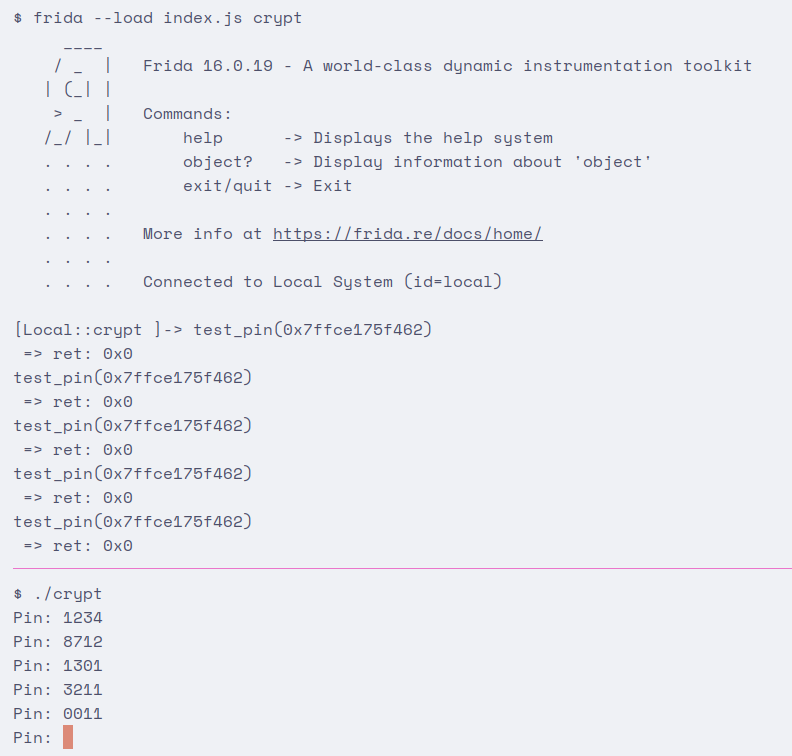 $ frida --load index.js crypt
     ____
    / _  |   Frida 16.0.19 - A world-class dynamic instrumentation toolkit
   | (_| |
    > _  |   Commands:
   /_/ |_|       help      -> Displays the help system
   . . . .       object?   -> Display information about 'object'
   . . . .       exit/quit -> Exit
   . . . .
   . . . .   More info at https://frida.re/docs/home/
   . . . .
   . . . .   Connected to Local System (id=local)
[Local::crypt ]-> test_pin(0x7ffce175f462)
 => ret: 0x0
test_pin(0x7ffce175f462)
 => ret: 0x0
test_pin(0x7ffce175f462)
 => ret: 0x0
test_pin(0x7ffce175f462)
 => ret: 0x0
test_pin(0x7ffce175f462)
 => ret: 0x0
$ ./crypt
Pin: 1234
Pin: 8712
Pin: 1301
Pin: 3211
Pin: 0011
Pin: